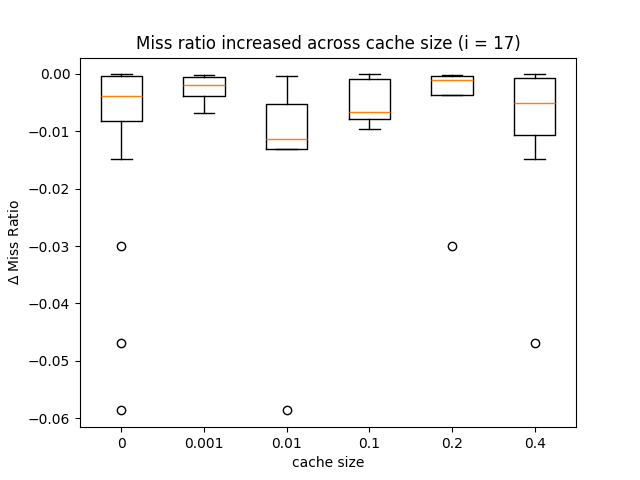 Miss ratio increased across cache size (i = 17)
0.00
−0.01
−0.02
−0.03
−0.04
−0.05
−0.06
Δ Miss Ratio
0 0.001 0.01 0.1 0.2 0.4
cache size